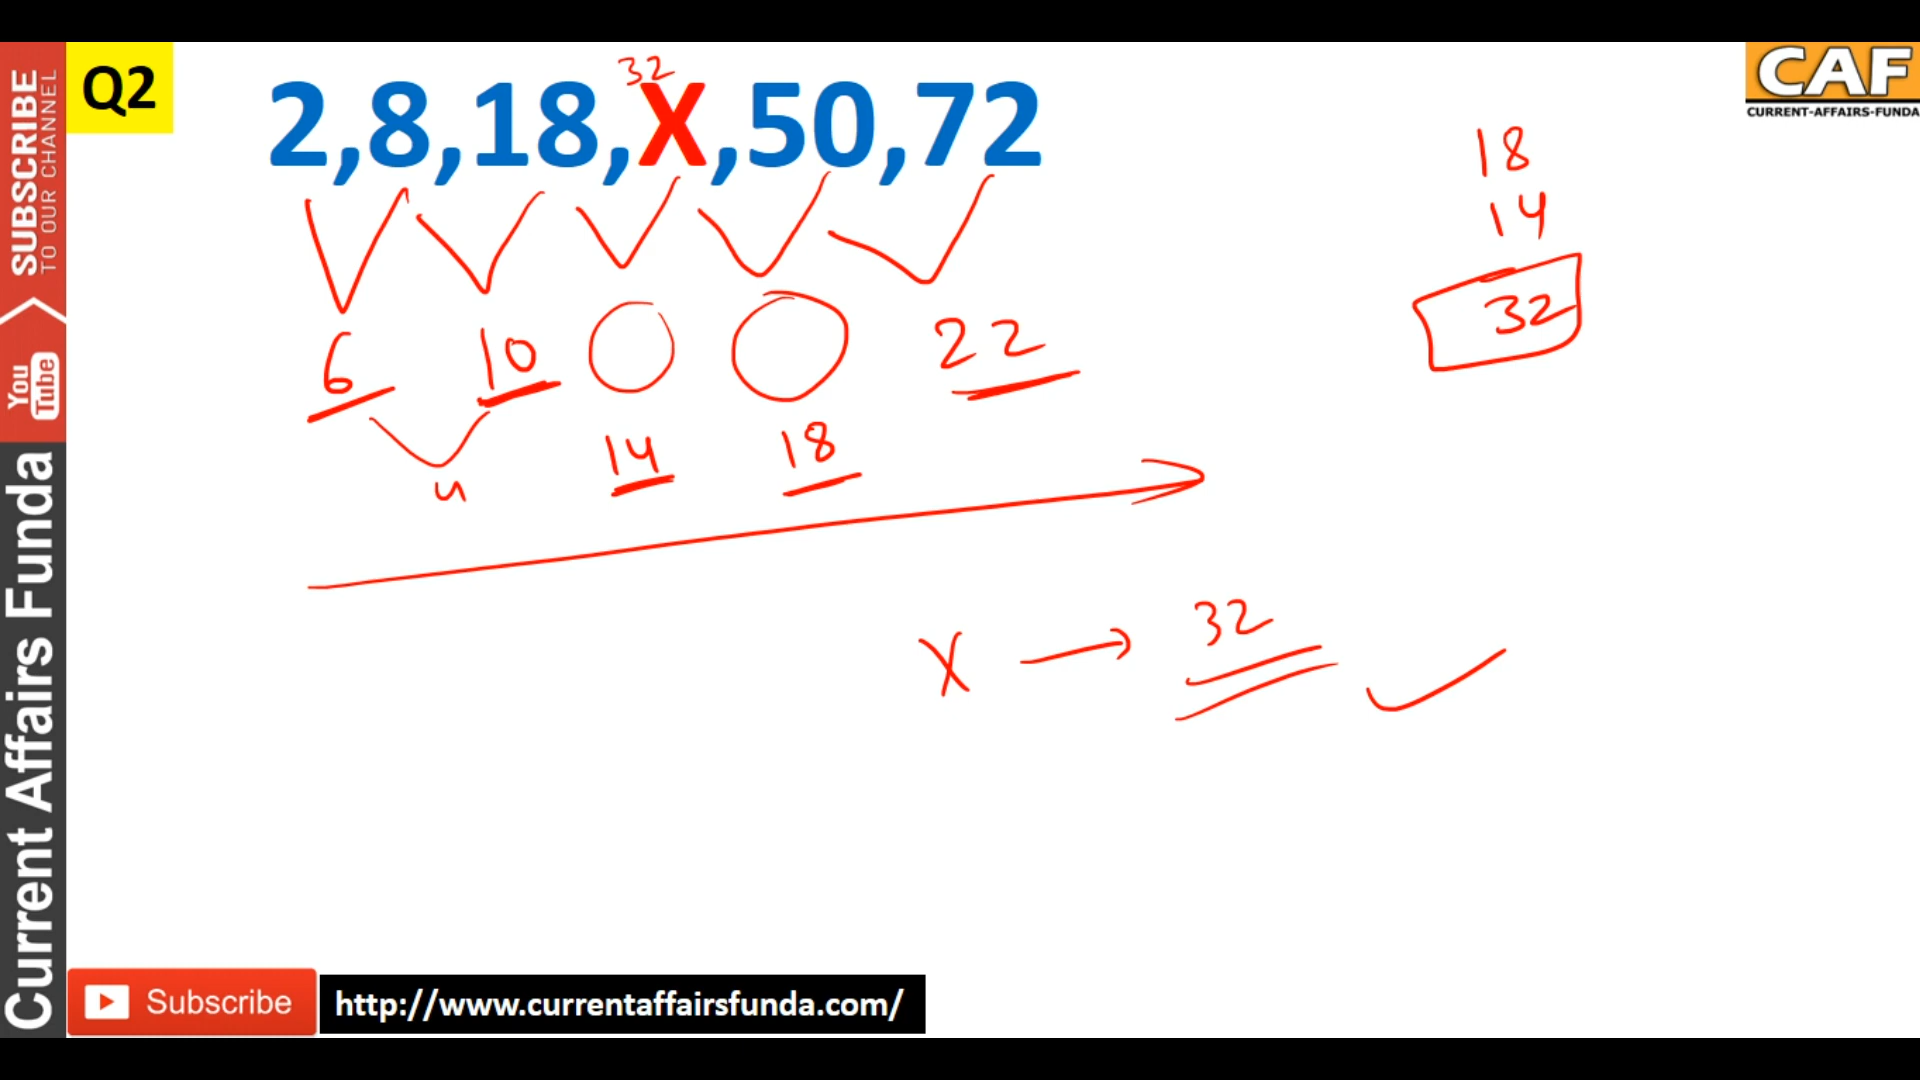 SUBSCRIBE
TO OUR CHANNEL
You Tube
Current Affairs Funda
Q2
32
2,8,18,X,50,72
CAF
CURRENT-AFFAIRS-FUNDA
18
14
32
6 10 22
4 14 18
X → 32
Subscribe
http://www.currentaffairsfunda.com/